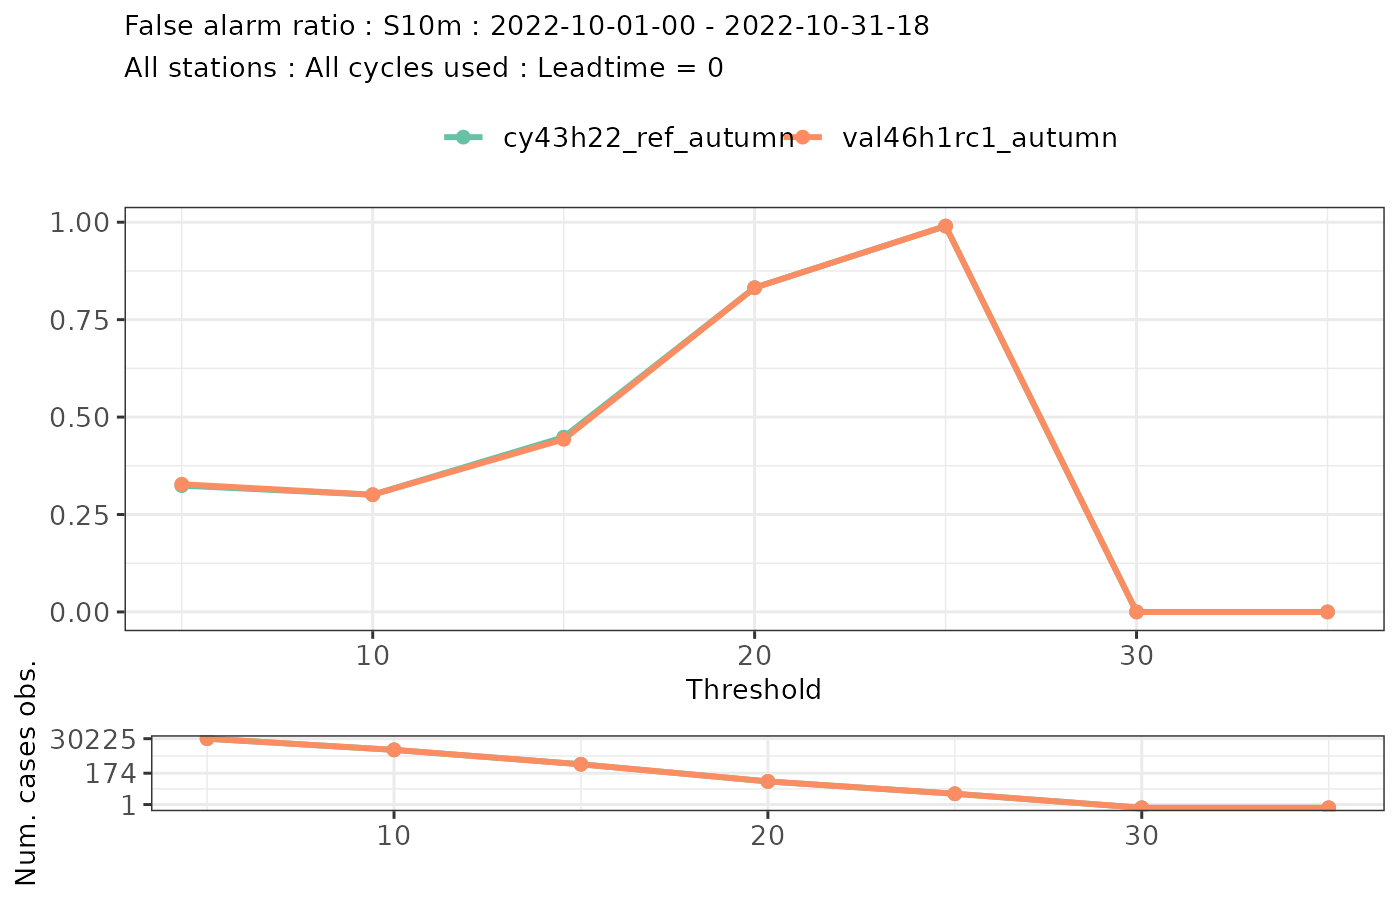 False alarm ratio : S10m : 2022-10-01-00 - 2022-10-31-18
All stations : All cycles used : Leadtime = 0
cy43h22_ref_autumn val46h1rc1_autumn
1.00
0.75
0.50
0.25
0.00
10 20 30
Threshold
Num. cases obs.
30225
174
1
10 20 30